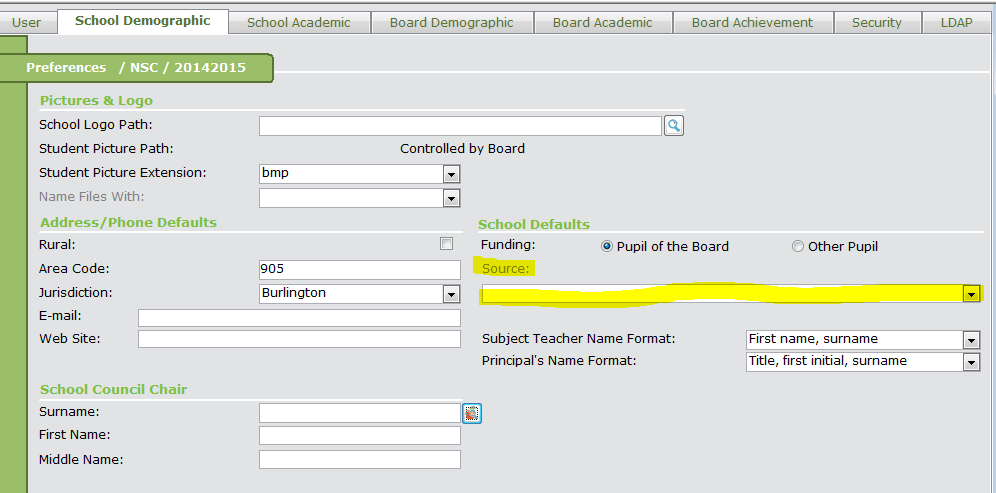 User School Demographic School Academic Board Demographic Board Academic Board Achievement Security LDAP
Preferences / NSC / 20142015
Pictures & Logo
School Logo Path:
Student Picture Path: Controlled by Board
Student Picture Extension: bmp
Name Files With:
Address/Phone Defaults
Rural:
Area Code: 905
Jurisdiction: Burlington
E-mail:
Web Site:
School Defaults
Funding: Pupil of the Board Other Pupil
Source:
Subject Teacher Name Format: First name, surname
Principal's Name Format: Title, first initial, surname
School Council Chair
Surname:
First Name:
Middle Name: